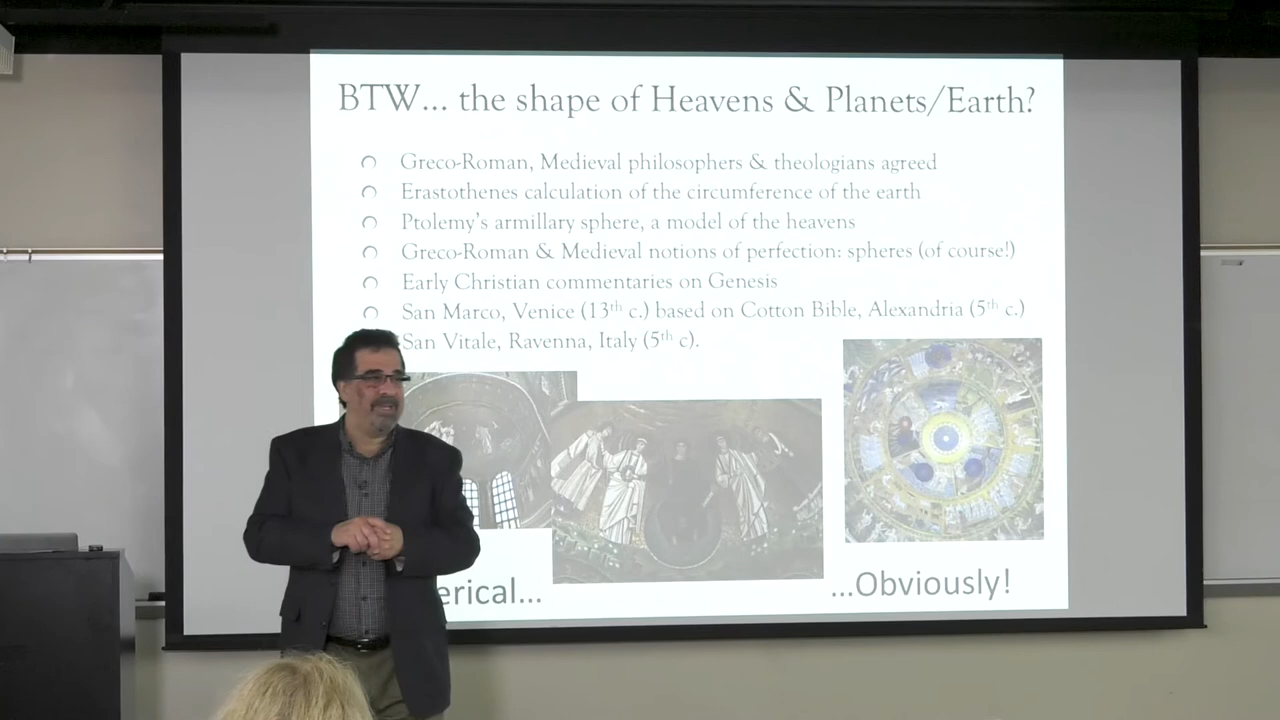 BTW... the shape of Heavens & Planets/Earth?
Greco-Roman, Medieval philosophers & theologians agreed
Erastothenes calculation of the circumference of the earth
Ptolemy's armillary sphere, a model of the heavens
Greco-Roman & Medieval notions of perfection: spheres (of course!)
Early Christian commentaries on Genesis
San Marco, Venice (13th c.) based on Cotton Bible, Alexandria (5th c.)
San Vitale, Ravenna, Italy (5th c).
erical...
...Obviously!